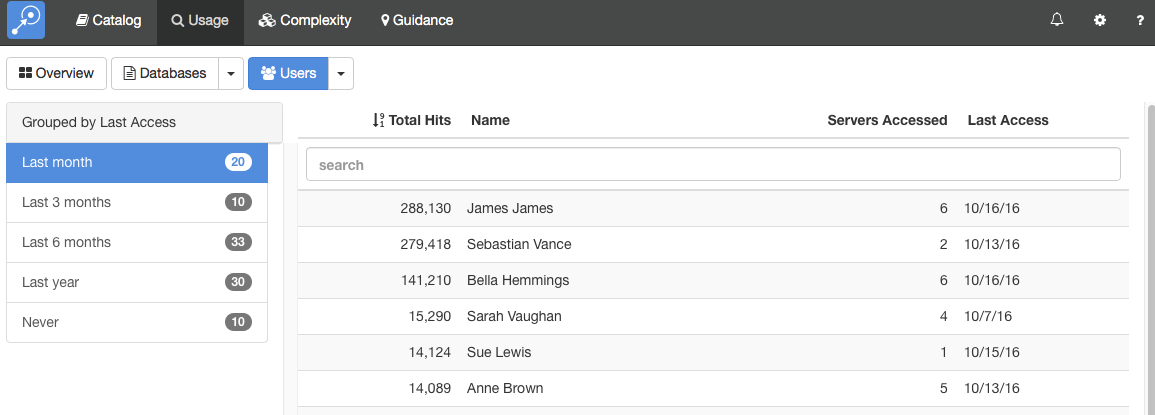 Catalog Usage Complexity Guidance ?
Overview Databases Users
Grouped by Last Access
Last month 20
Last 3 months 10
Last 6 months 33
Last year 30
Never 10
Total Hits Name Servers Accessed Last Access
search
288,130 James James 6 10/16/16
279,418 Sebastian Vance 2 10/13/16
141,210 Bella Hemmings 6 10/16/16
15,290 Sarah Vaughan 4 10/7/16
14,124 Sue Lewis 1 10/15/16
14,089 Anne Brown 5 10/13/16